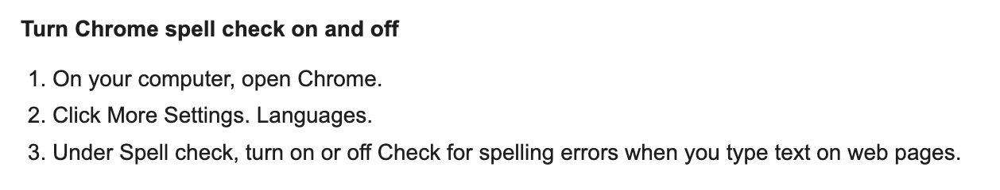 Turn Chrome spell check on and off
1. On your computer, open Chrome.
2. Click More Settings. Languages.
3. Under Spell check, turn on or off Check for spelling errors when you type text on web pages.